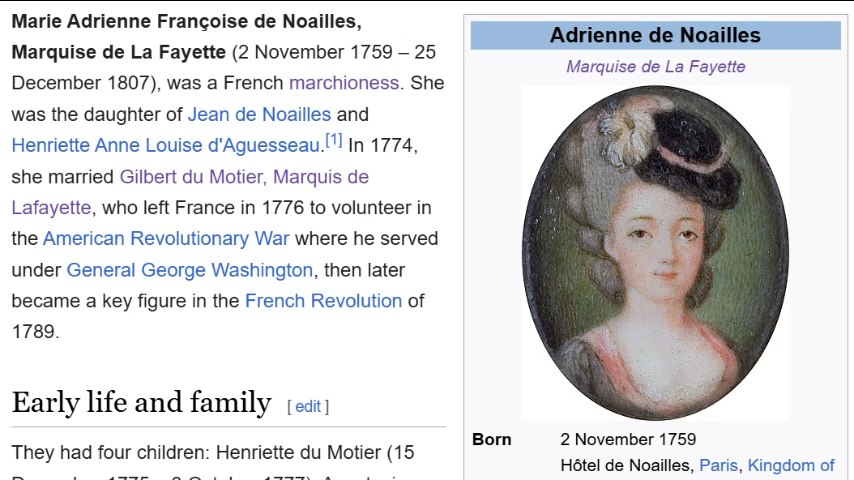 Marie Adrienne Françoise de Noailles,
Marquise de La Fayette (2 November 1759 – 25
December 1807), was a French marchioness. She
was the daughter of Jean de Noailles and
Henriette Anne Louise d'Aguesseau.[1] In 1774,
she married Gilbert du Motier, Marquis de
Lafayette, who left France in 1776 to volunteer in
the American Revolutionary War where he served
under General George Washington, then later
became a key figure in the French Revolution of
1789.
Early life and family [ edit ]
They had four children: Henriette du Motier (15
Adrienne de Noailles
Marquise de La Fayette
Born 2 November 1759
Hôtel de Noailles, Paris, Kingdom of